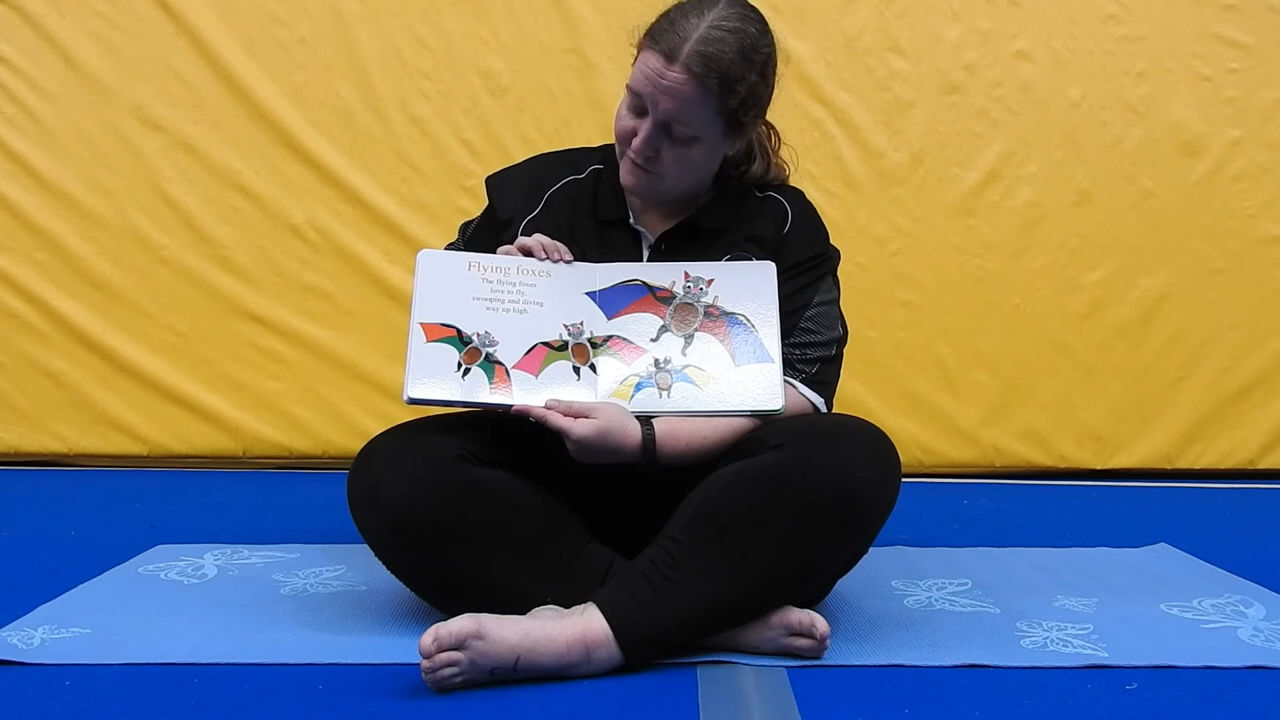 Flying foxes
The flying foxes
love to fly,
swooping and diving
way up high.